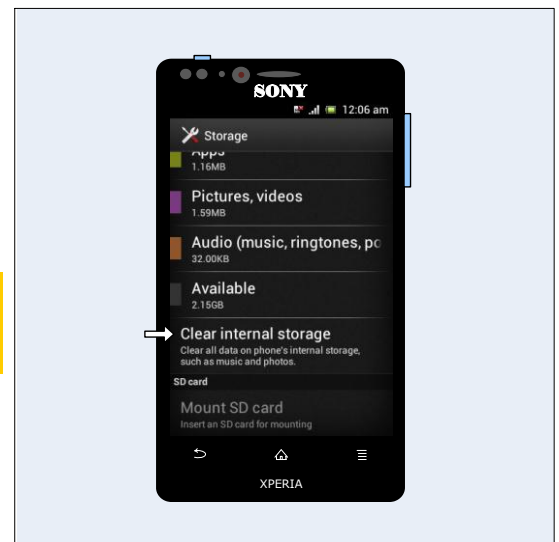 SONY
12:06 am
Storage
Apps
1.16MB
Pictures, videos
1.59MB
Audio (music, ringtones, po
32.00KB
Available
2.15GB
Clear internal storage
Clear all data on phone's internal storage,
such as music and photos.
SD card
Mount SD card
Insert an SD card for mounting
XPERIA